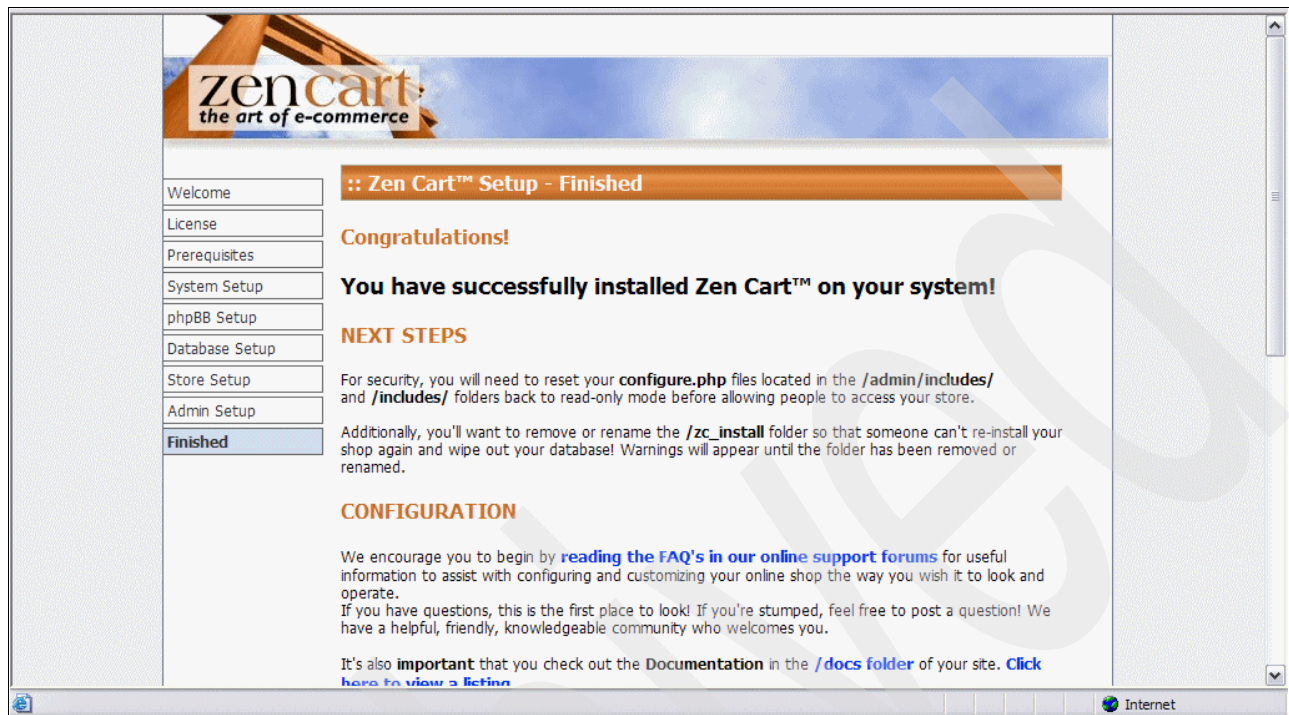 zencart
the art of e-commerce
Welcome
License
Prerequisites
System Setup
phpBB Setup
Database Setup
Store Setup
Admin Setup
Finished
:: Zen Cart™ Setup - Finished
Congratulations!
You have successfully installed Zen Cart™ on your system!
NEXT STEPS
For security, you will need to reset your configure.php files located in the /admin/includes/
and /includes/ folders back to read-only mode before allowing people to access your store.
Additionally, you'll want to remove or rename the /zc_install folder so that someone can't re-install your
shop again and wipe out your database! Warnings will appear until the folder has been removed or
renamed.
CONFIGURATION
We encourage you to begin by reading the FAQ's in our online support forums for useful
information to assist with configuring and customizing your online shop the way you wish it to look and
operate.
If you have questions, this is the first place to look! If you're stumped, feel free to post a question! We
have a helpful, friendly, knowledgeable community who welcomes you.
It's also important that you check out the Documentation in the /docs folder of your site. Click
here to view a listing
Internet